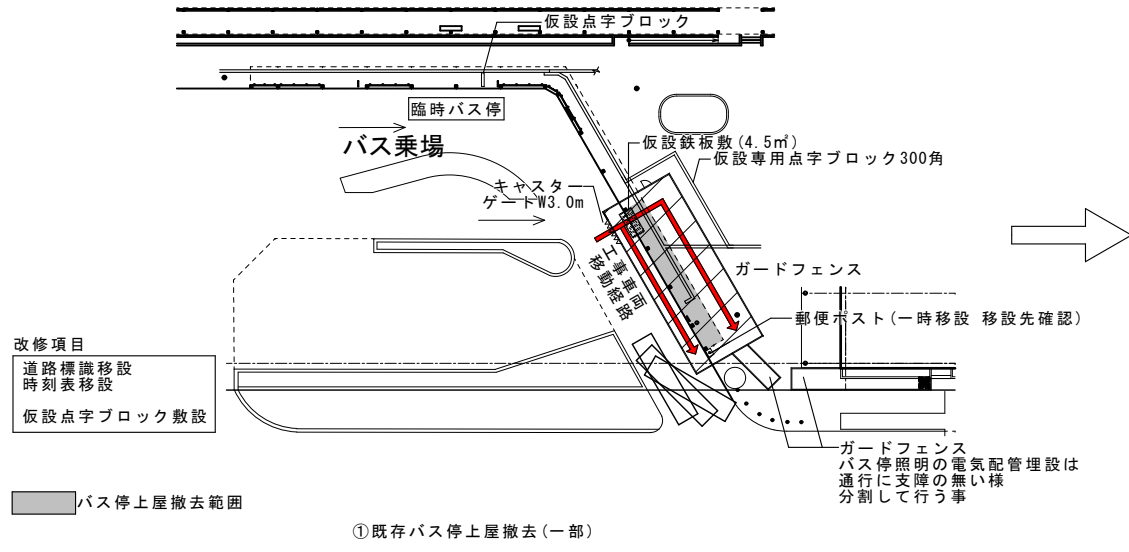 仮設点字ブロック
臨時バス停
バス乗場
仮設鉄板敷(4.5㎡)
仮設専用点字ブロック300角
キャスター
ゲートW3.0m
工事車両
移動経路
ガードフェンス
郵便ポスト(一時移設 移設先確認)
改修項目
道路標識移設
時刻表移設
仮設点字ブロック敷設
ガードフェンス
バス停照明の電気配管埋設は
通行に支障の無い様
分割して行う事
バス停上屋撤去範囲
①既存バス停上屋撤去(一部)